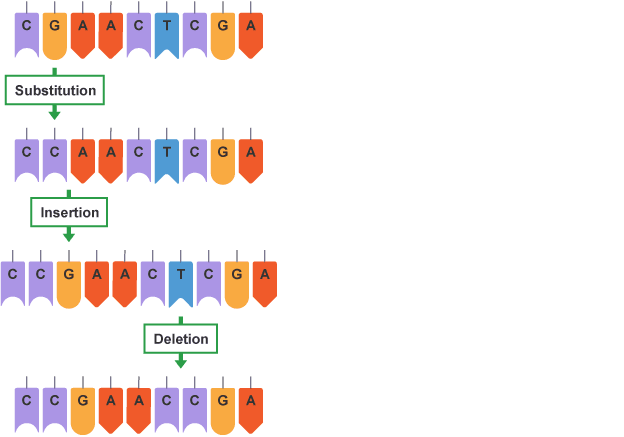 C G A A C T C G A
Substitution
C C A A C T C G A
Insertion
C C G A A C T C G A
Deletion
C C G A A C C G A